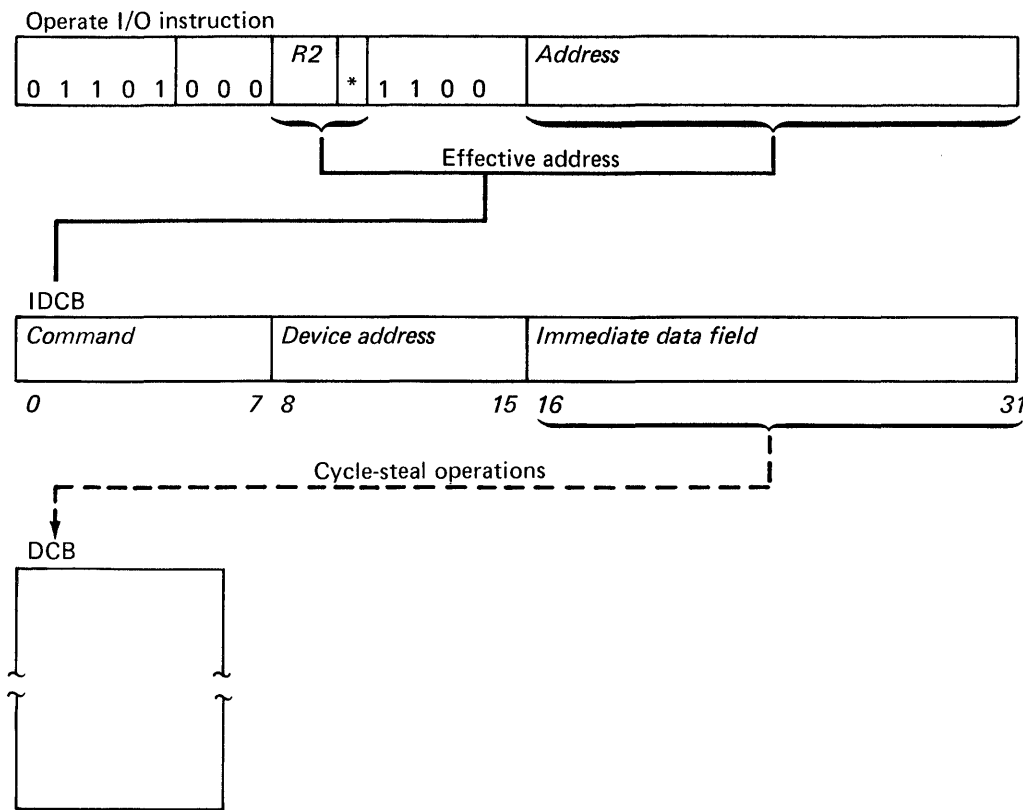 Operate I/O instruction
R2 Address
0 1 1 0 1 0 0 0 * 1 1 0 0
Effective address
IDCB
Command Device address Immediate data field
0 7 8 15 16 31
Cycle-steal operations
DCB